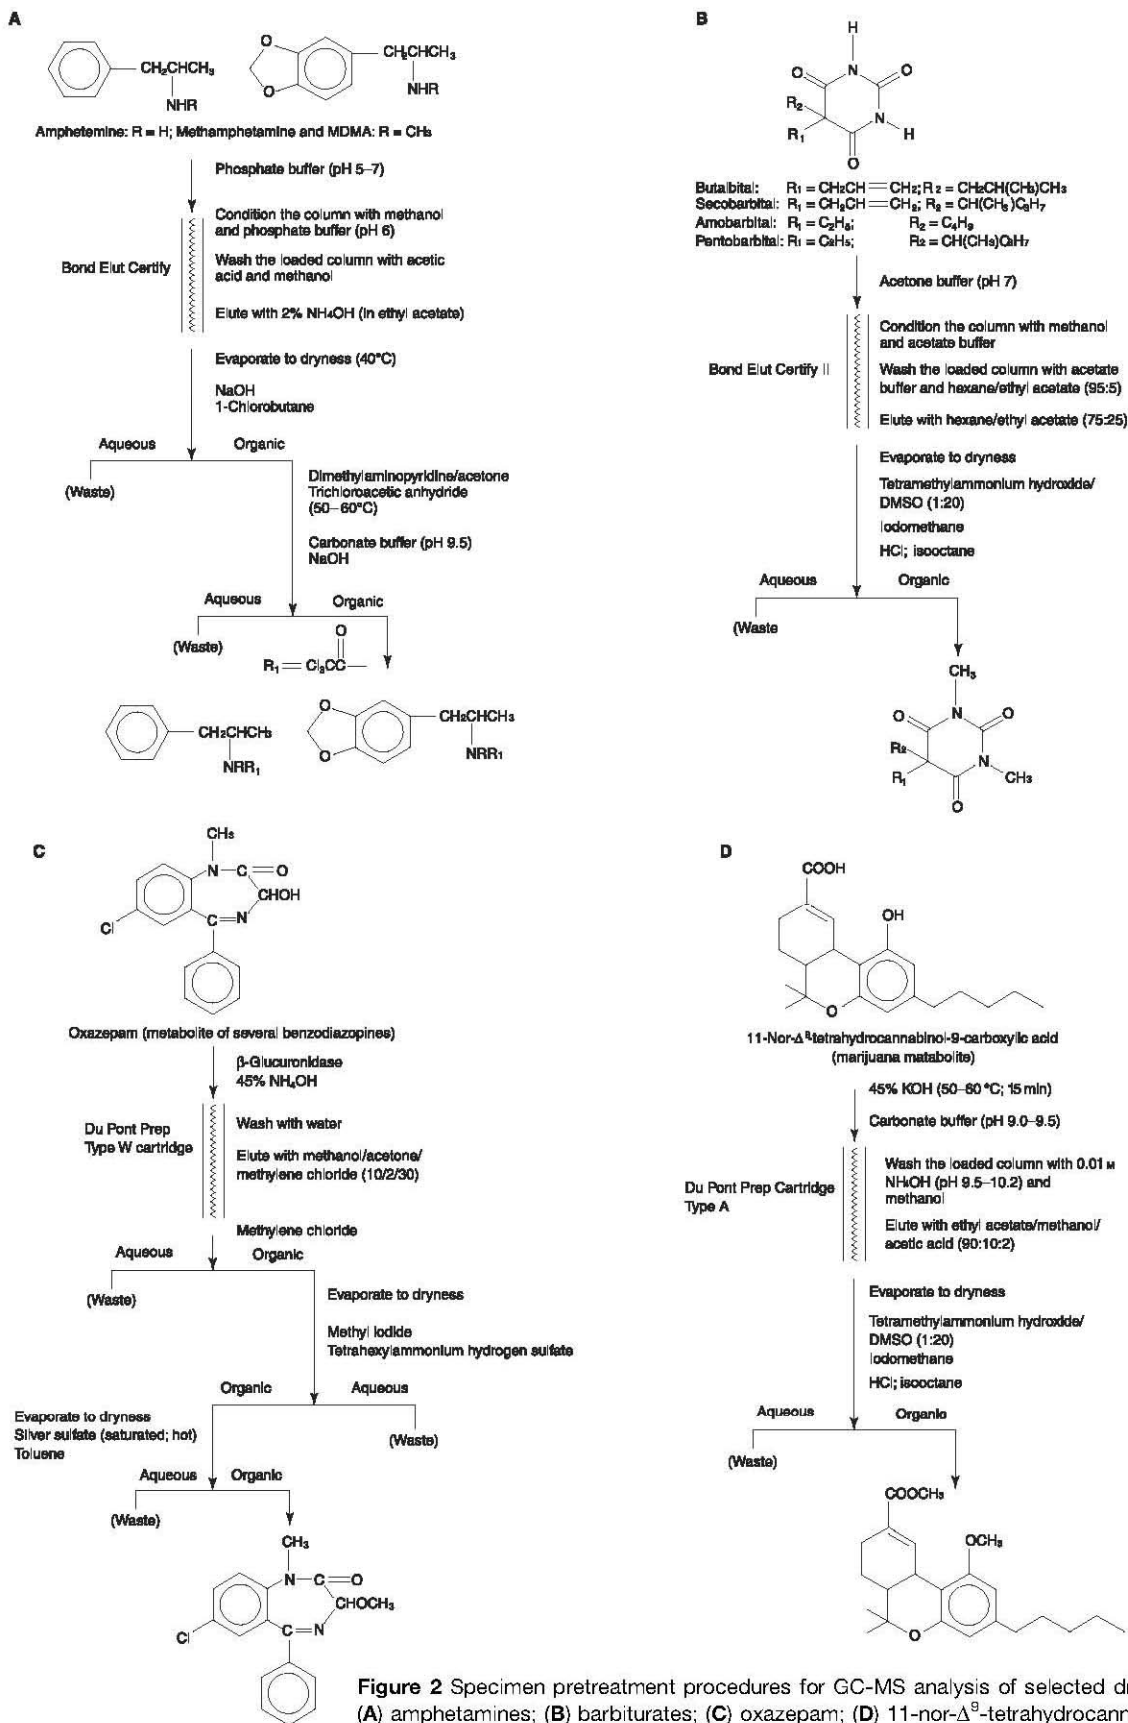 A
CH₂CHCH₃
NHR
O
O
CH₂CHCH₃
NHR
Amphetemine: R = H; Methamphetamine and MDMA: R = CH₃
Phosphate buffer (pH 5–7)
Condition the column with methanol
and phosphate buffer (pH 6)
Bond Elut Certify
Wash the loaded column with acetic
acid and methanol
Elute with 2% NH₄OH (in ethyl acetate)
Evaporate to dryness (40°C)
NaOH
1-Chlorobutane
Aqueous Organic
(Waste)
Dimethylaminopyridine/acetone
Trichloroacetic anhydride
(50–60°C)
Carbonate buffer (pH 9.5)
NaOH
Aqueous Organic
(Waste)
O
R₁ = Cl₃CC—
CH₂CHCH₃
NRR₁
O
O
CH₂CHCH₃
NRR₁
B
H
O N O
R₂
R₁
N H
O
Butalbital: R₁ = CH₂CH=CH₂; R₂ = CH₂CH(CH₃)CH₃
Secobarbital: R₁ = CH₂CH=CH₂; R₂ = CH(CH₃)C₃H₇
Amobarbital: R₁ = C₂H₅; R₂ = C₄H₉
Pentobarbital: R₁ = C₂H₅; R₂ = CH(CH₃)C₃H₇
Acetone buffer (pH 7)
Condition the column with methanol
and acetate buffer
Bond Elut Certify II
Wash the loaded column with acetate
buffer and hexane/ethyl acetate (95:5)
Elute with hexane/ethyl acetate (75:25)
Evaporate to dryness
Tetramethylammonium hydroxide/
DMSO (1:20)
Iodomethane
HCl; isooctane
Aqueous Organic
(Waste
CH₃
O N O
R₂
R₁
N CH₃
O
C
CH₃
N C=O
CHOH
Cl
C=N
Oxazepam (metabolite of several benzodiazopines)
β-Glucuronidase
45% NH₄OH
Du Pont Prep
Type W cartridge
Wash with water
Elute with methanol/acetone/
methylene chloride (10/2/30)
Methylene chloride
Aqueous Organic
(Waste)
Evaporate to dryness
Methyl iodide
Tetrahexylammonium hydrogen sulfate
Organic Aqueous
(Waste)
Evaporate to dryness
Silver sulfate (saturated; hot)
Toluene
Aqueous Organic
(Waste)
CH₃
N C=O
CHOCH₃
Cl
C=N
D
COOH
OH
O
11-Nor-Δ⁹-tetrahydrocannabinol-9-carboxylic acid
(marijuana matabolite)
45% KOH (50–60 °C; 15 min)
Carbonate buffer (pH 9.0–9.5)
Du Pont Prep Cartridge
Type A
Wash the loaded column with 0.01 M
NH₄OH (pH 9.5–10.2) and
methanol
Elute with ethyl acetate/methanol/
acetic acid (90:10:2)
Evaporate to dryness
Tetramethylammonium hydroxide/
DMSO (1:20)
Iodomethane
HCl; isooctane
Aqueous Organic
(Waste)
COOCH₃
OCH₃
O
Figure 2 Specimen pretreatment procedures for GC-MS analysis of selected dr
(A) amphetamines; (B) barbiturates; (C) oxazepam; (D) 11-nor-Δ⁹-tetrahydrocann